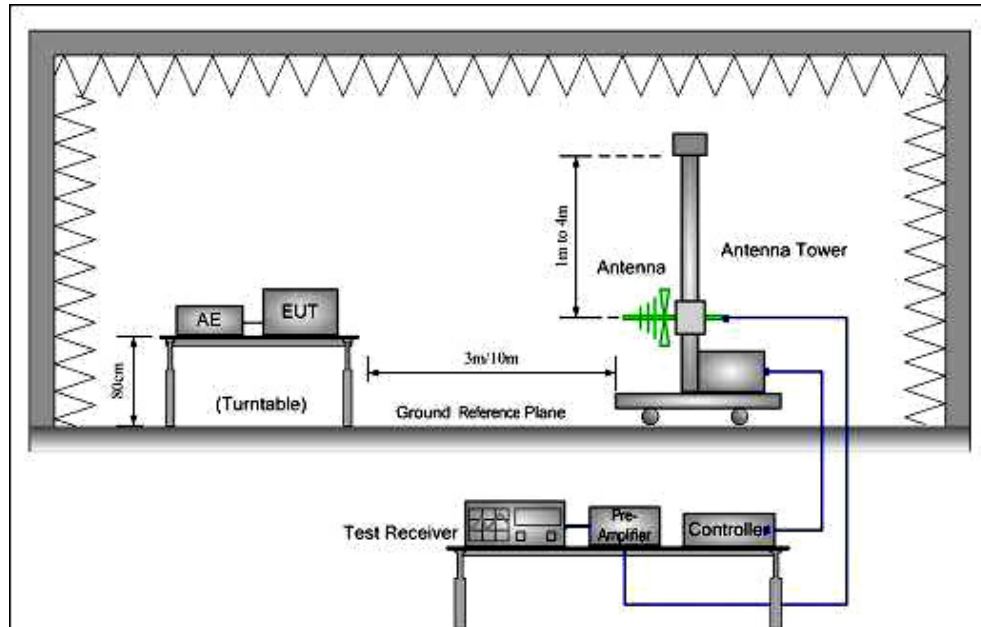 1m to 4m
Antenna Tower
Antenna
AE
EUT
3m/10m
80cm
(Turntable)
Ground Reference Plane
Test Receiver
Pre-
Amplifier
Controller